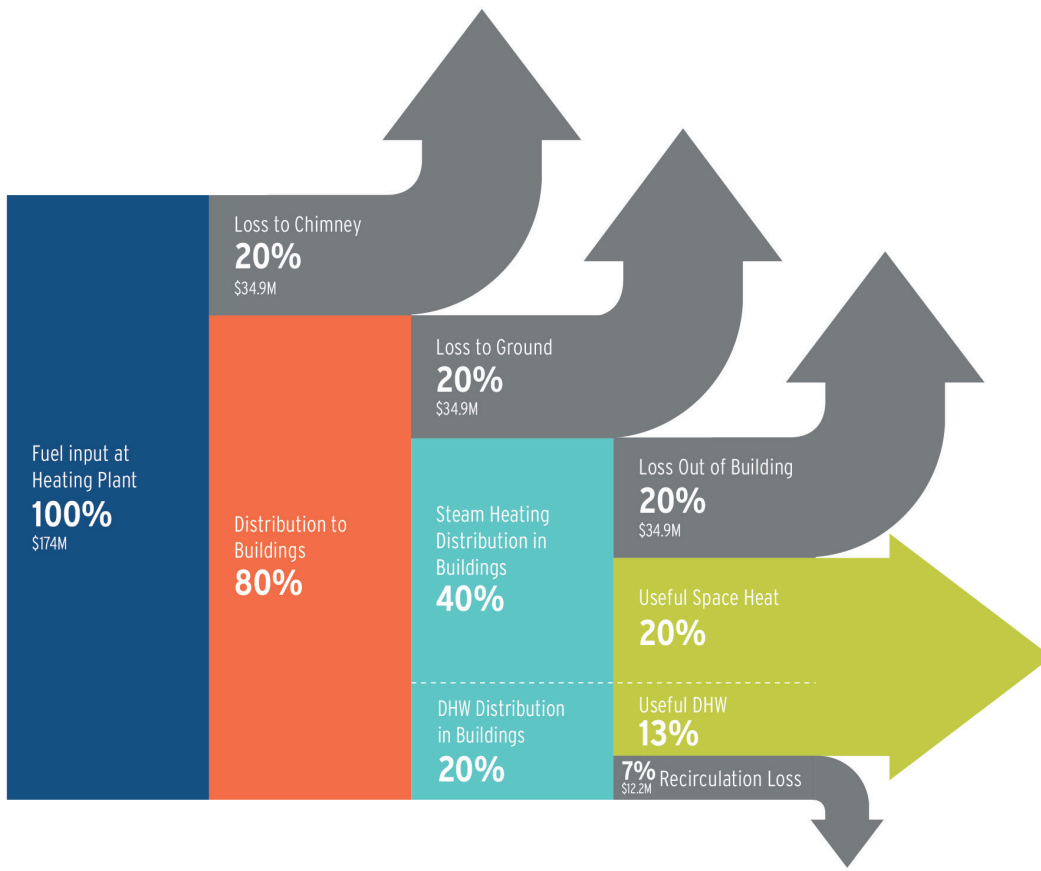 Loss to Chimney
20%
$34.9M
Loss to Ground
20%
$34.9M
Fuel input at
Heating Plant
100%
$174M
Distribution to
Buildings
80%
Steam Heating
Distribution in
Buildings
40%
Loss Out of Building
20%
$34.9M
Useful Space Heat
20%
DHW Distribution
in Buildings
20%
Useful DHW
13%
7% Recirculation Loss
$12.2M